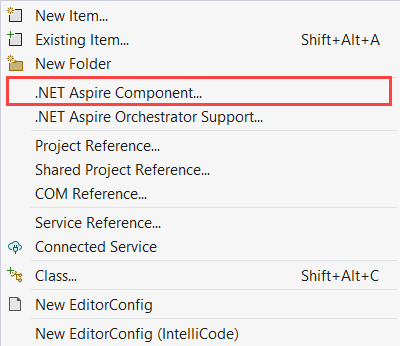 New Item...
Existing Item... Shift+Alt+A
New Folder
.NET Aspire Component...
.NET Aspire Orchestrator Support...
Project Reference...
Shared Project Reference...
COM Reference...
Service Reference...
Connected Service
Class... Shift+Alt+C
New EditorConfig
New EditorConfig (IntelliCode)